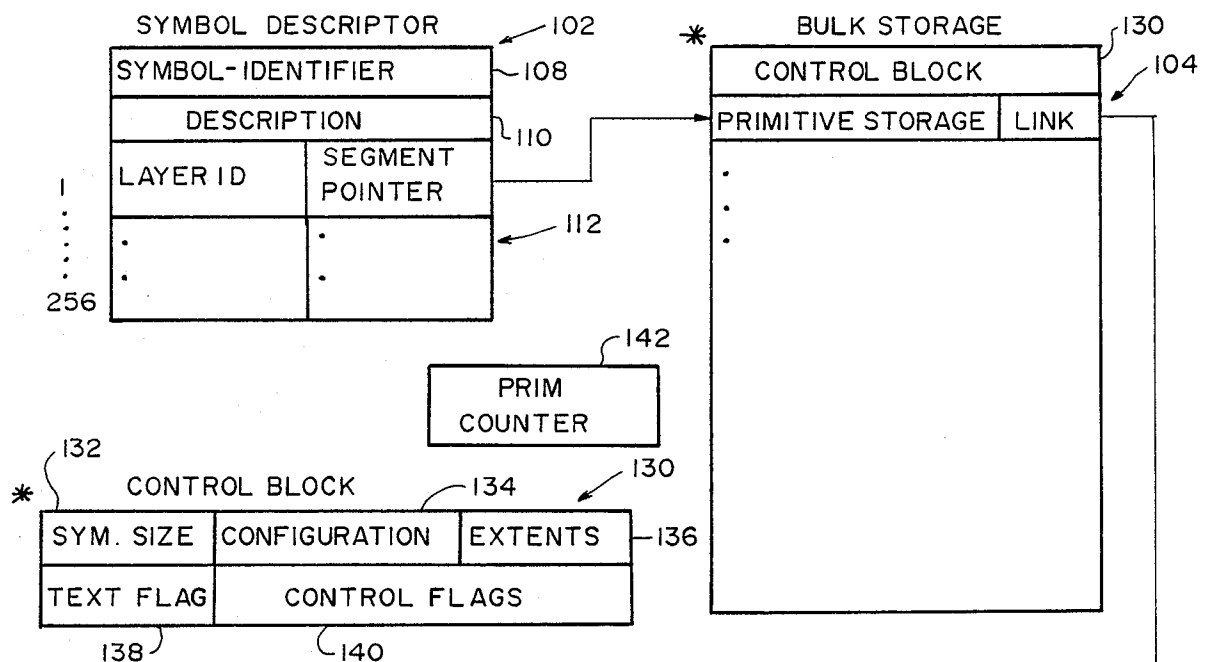 SYMBOL DESCRIPTOR
102
SYMBOL-IDENTIFIER
108
DESCRIPTION
110
LAYER ID
SEGMENT
POINTER
1
256
112
* BULK STORAGE
130
CONTROL BLOCK
104
PRIMITIVE STORAGE
LINK
142
PRIM
COUNTER
132
* CONTROL BLOCK
134
130
SYM. SIZE
CONFIGURATION
EXTENTS
136
TEXT FLAG
CONTROL FLAGS
138
140